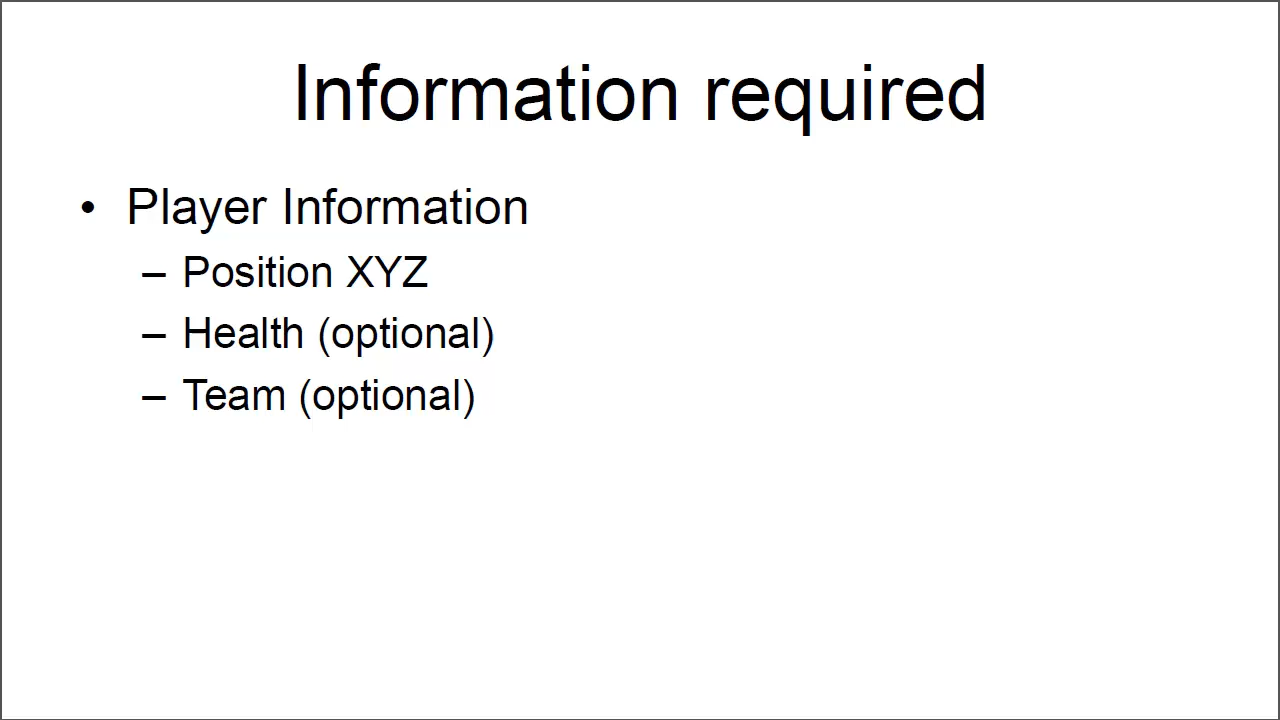 Information required
• Player Information
– Position XYZ
– Health (optional)
– Team (optional)